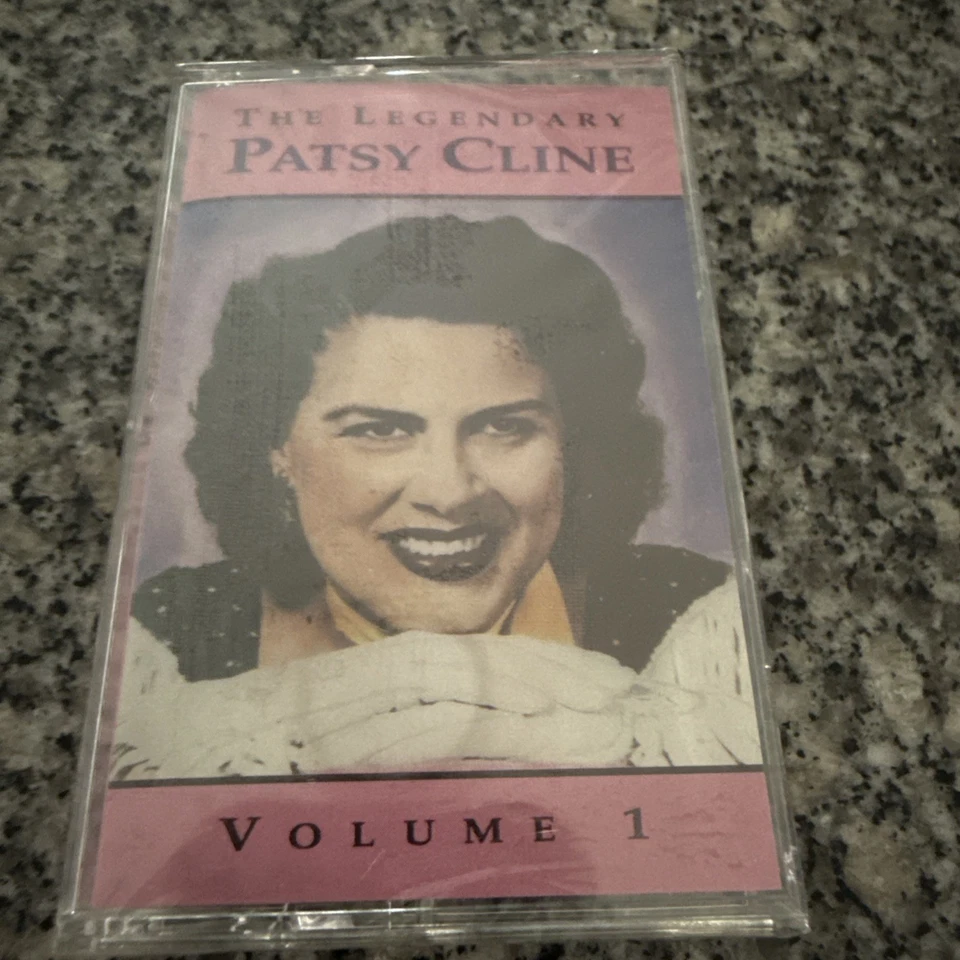 THE LEGENDARY
PATSY CLINE
VOLUME 1